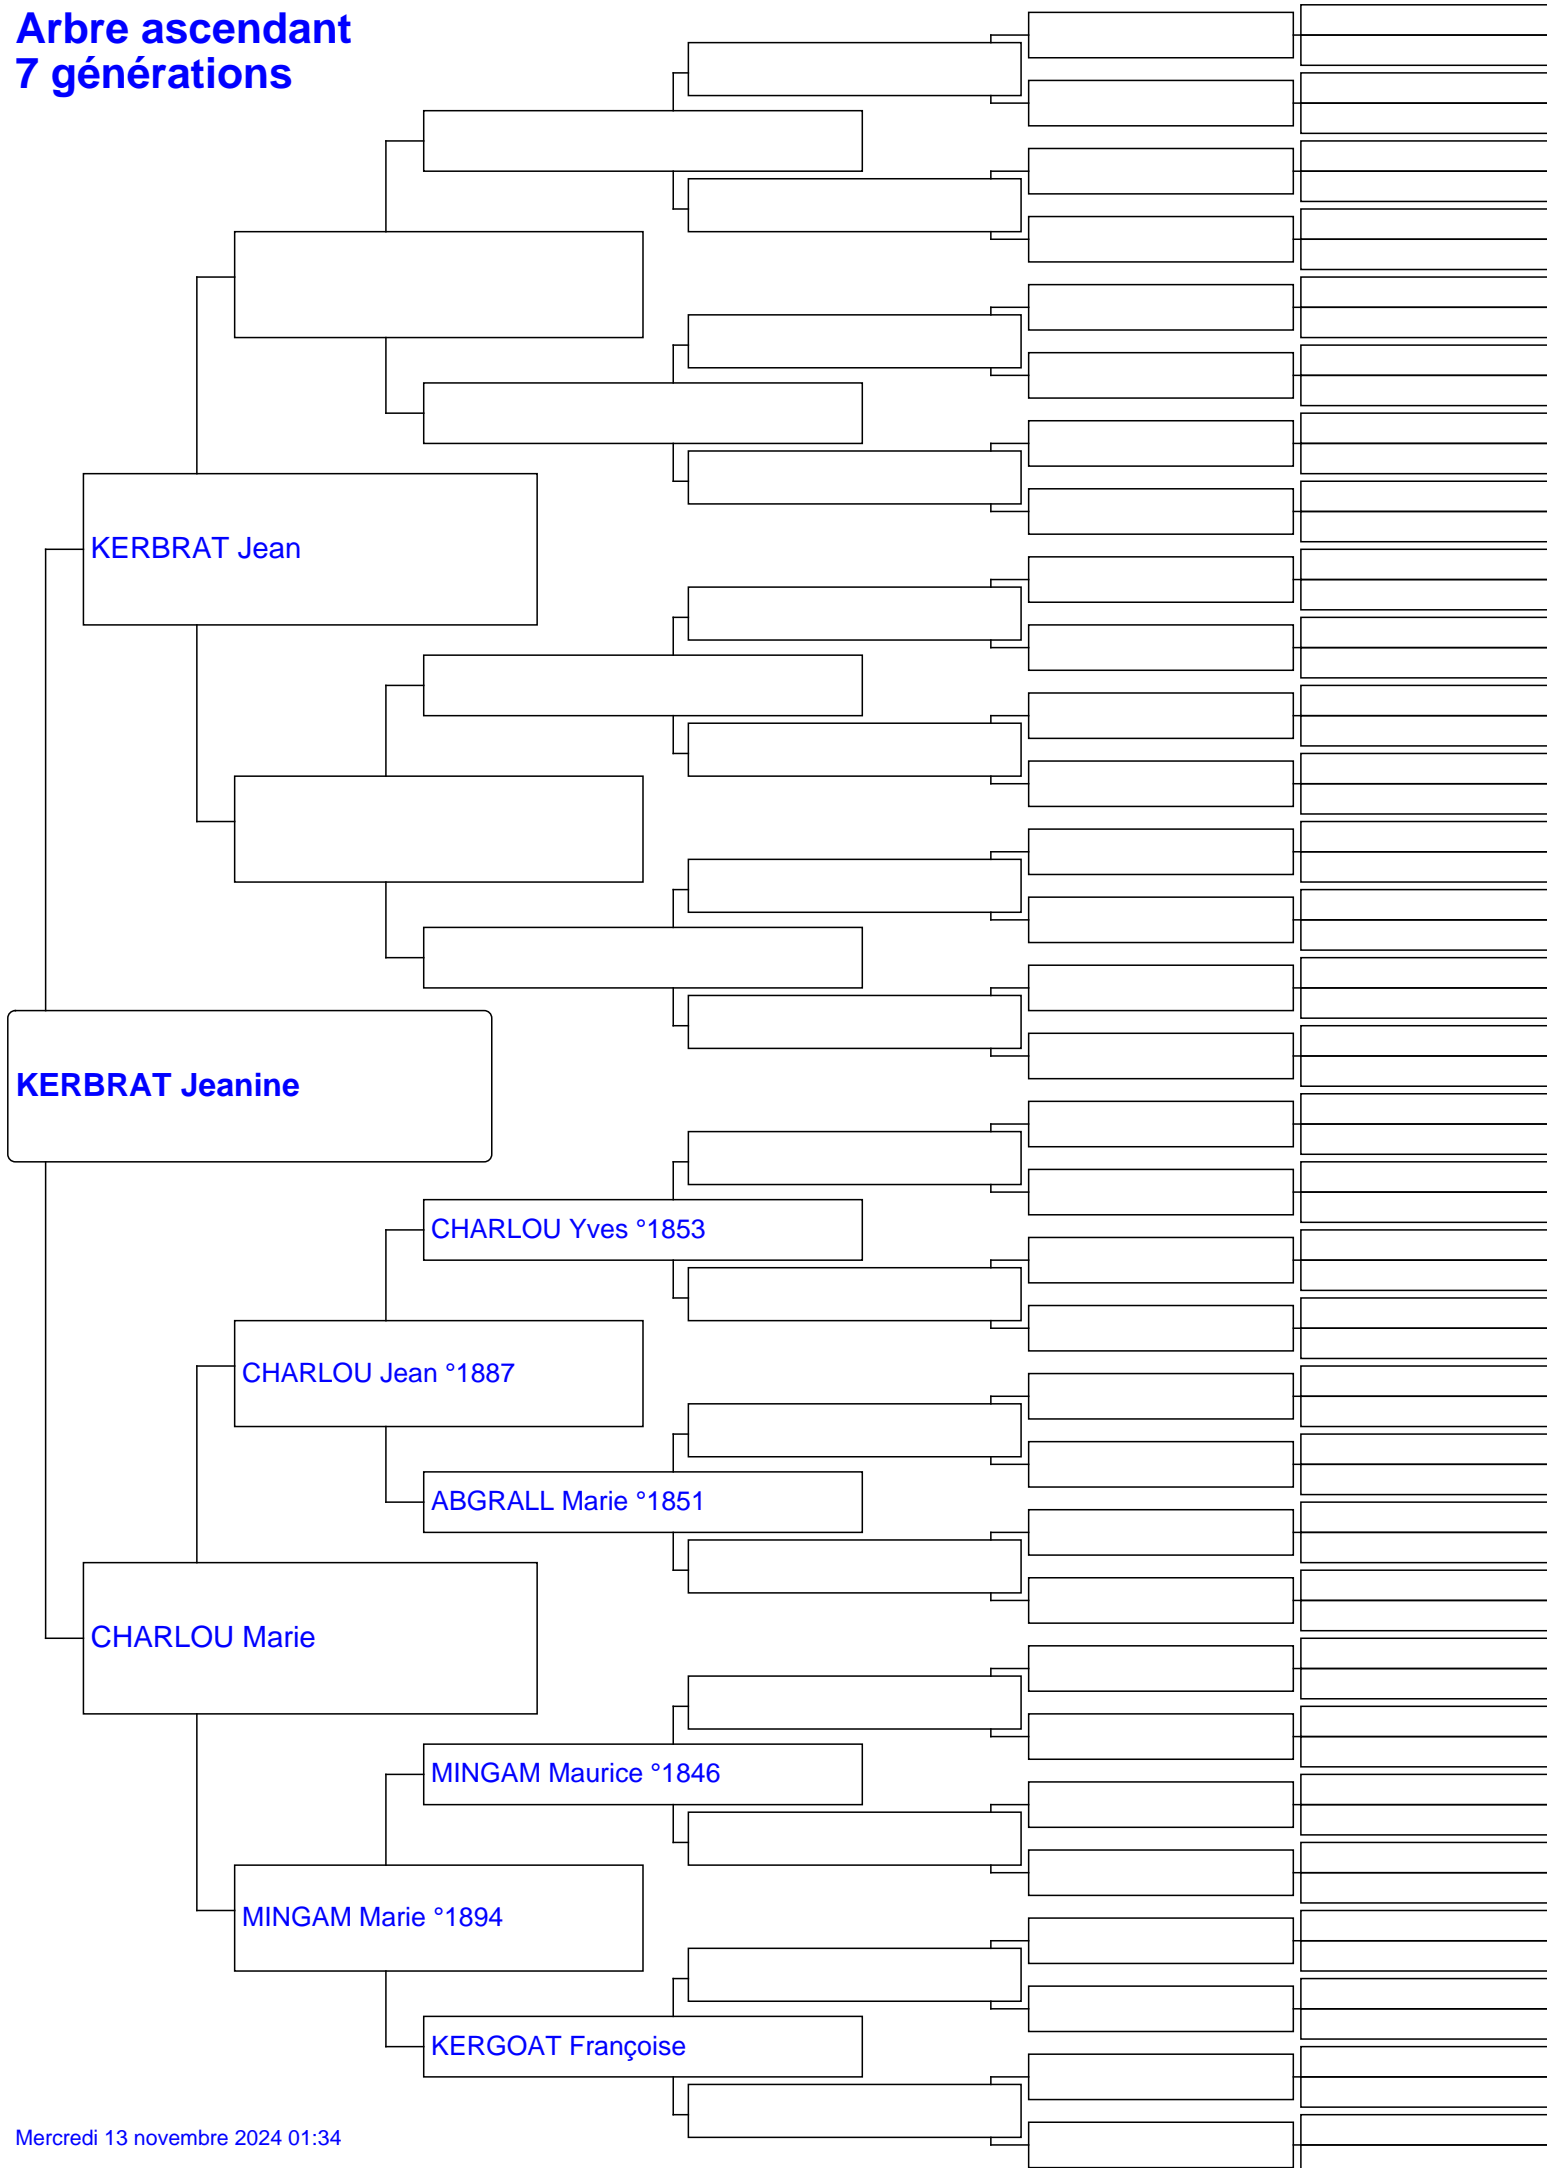 Arbre ascendant
7 générations
KERBRAT Jean
KERBRAT Jeanine
CHARLOU Yves °1853
CHARLOU Jean °1887
ABGRALL Marie °1851
CHARLOU Marie
MINGAM Maurice °1846
MINGAM Marie °1894
KERGOAT Françoise
Mercredi 13 novembre 2024 01:34